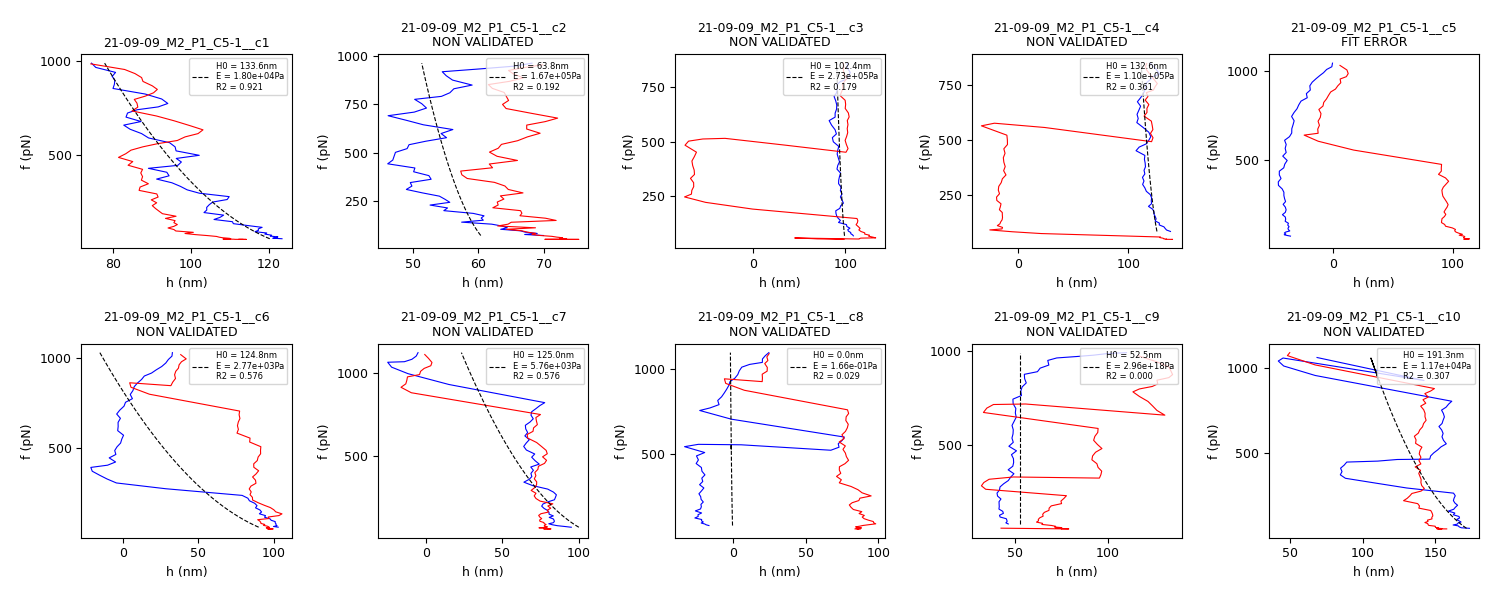 21-09-09_M2_P1_C5-1__c1
H0 = 133.6nm
E = 1.80e+04Pa
R2 = 0.921
f (pN)
1000
500
80 100 120
h (nm)
21-09-09_M2_P1_C5-1__c2
NON VALIDATED
H0 = 63.8nm
E = 1.67e+05Pa
R2 = 0.192
f (pN)
1000
750
500
250
50 60 70
h (nm)
21-09-09_M2_P1_C5-1__c3
NON VALIDATED
H0 = 102.4nm
E = 2.73e+05Pa
R2 = 0.179
f (pN)
750
500
250
0 100
h (nm)
21-09-09_M2_P1_C5-1__c4
NON VALIDATED
H0 = 132.6nm
E = 1.10e+05Pa
R2 = 0.361
f (pN)
750
500
250
0 100
h (nm)
21-09-09_M2_P1_C5-1__c5
FIT ERROR
f (pN)
1000
500
0 100
h (nm)
21-09-09_M2_P1_C5-1__c6
NON VALIDATED
H0 = 124.8nm
E = 2.77e+03Pa
R2 = 0.576
f (pN)
1000
500
0 50 100
h (nm)
21-09-09_M2_P1_C5-1__c7
NON VALIDATED
H0 = 125.0nm
E = 5.76e+03Pa
R2 = 0.576
f (pN)
1000
500
0 50 100
h (nm)
21-09-09_M2_P1_C5-1__c8
NON VALIDATED
H0 = 0.0nm
E = 1.66e-01Pa
R2 = 0.029
f (pN)
1000
500
0 50 100
h (nm)
21-09-09_M2_P1_C5-1__c9
NON VALIDATED
H0 = 52.5nm
E = 2.96e+18Pa
R2 = 0.000
f (pN)
1000
500
50 100
h (nm)
21-09-09_M2_P1_C5-1__c10
NON VALIDATED
H0 = 191.3nm
E = 1.17e+04Pa
R2 = 0.307
f (pN)
1000
500
50 100 150
h (nm)